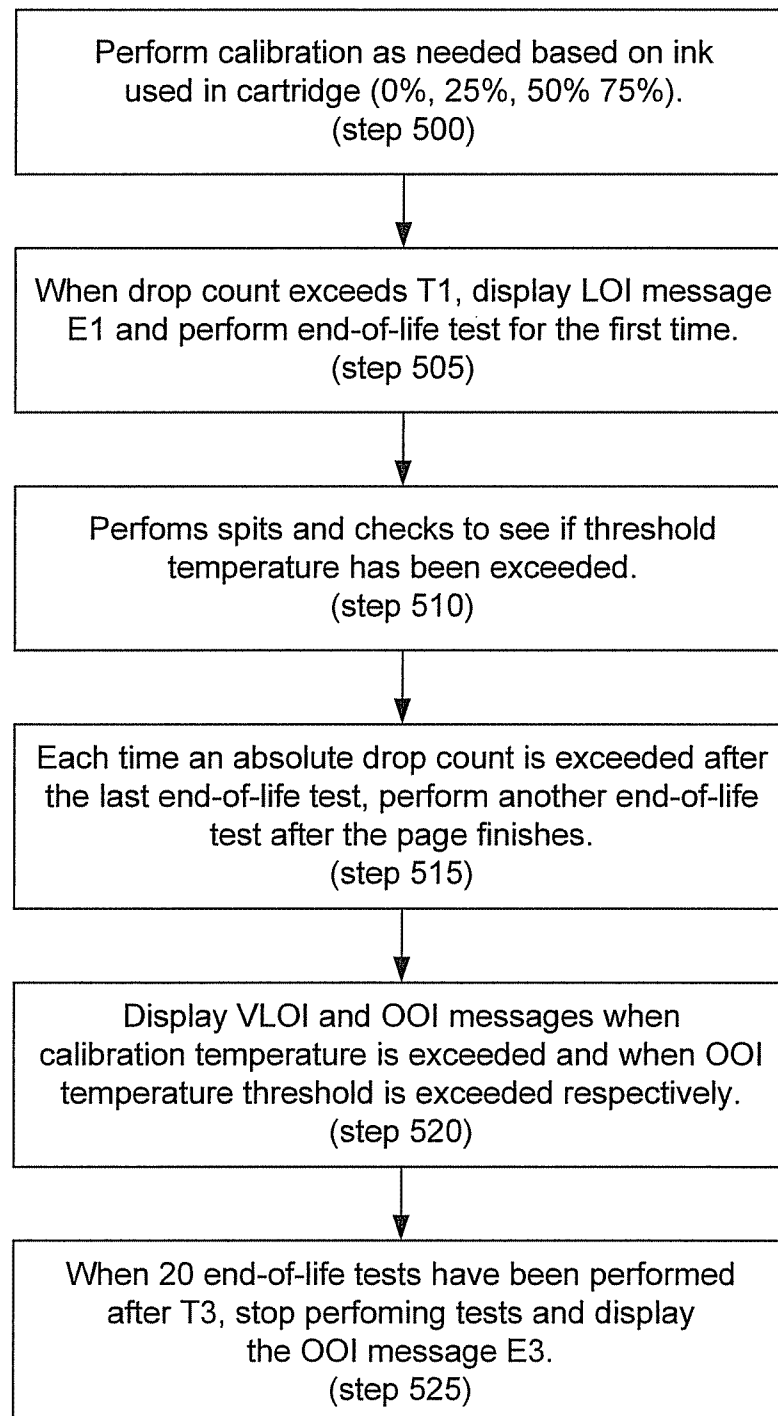 Perform calibration as needed based on ink
used in cartridge (0%, 25%, 50% 75%).
(step 500)
When drop count exceeds T1, display LOI message
E1 and perform end-of-life test for the first time.
(step 505)
Perfoms spits and checks to see if threshold
temperature has been exceeded.
(step 510)
Each time an absolute drop count is exceeded after
the last end-of-life test, perform another end-of-life
test after the page finishes.
(step 515)
Display VLOI and OOI messages when
calibration temperature is exceeded and when OOI
temperature threshold is exceeded respectively.
(step 520)
When 20 end-of-life tests have been performed
after T3, stop perfoming tests and display
the OOI message E3.
(step 525)